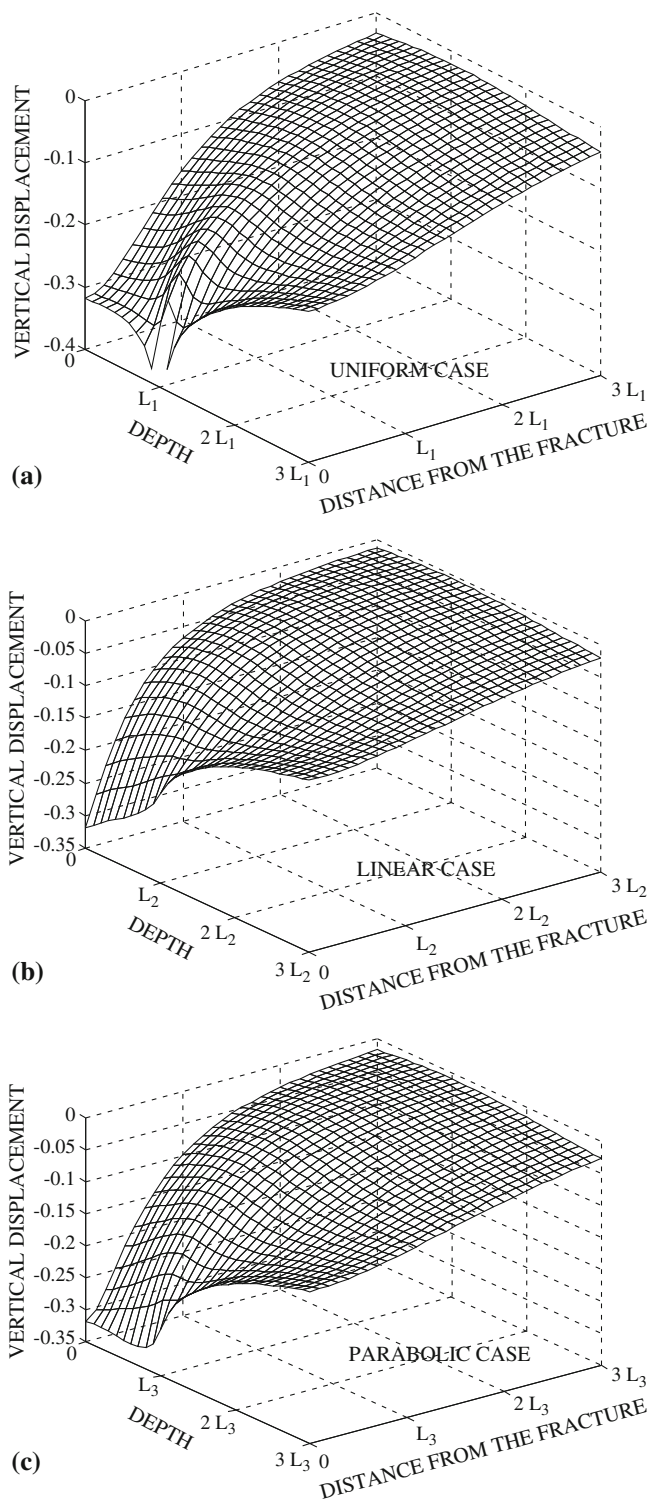 VERTICAL DISPLACEMENT
0
-0.1
-0.2
-0.3
-0.4
0
L1
2 L1
3 L1
DEPTH
0
L1
2 L1
3 L1
DISTANCE FROM THE FRACTURE
UNIFORM CASE
(a)
VERTICAL DISPLACEMENT
0
-0.05
-0.1
-0.15
-0.2
-0.25
-0.3
-0.35
0
L2
2 L2
3 L2
DEPTH
0
L2
2 L2
3 L2
DISTANCE FROM THE FRACTURE
LINEAR CASE
(b)
VERTICAL DISPLACEMENT
0
-0.05
-0.1
-0.15
-0.2
-0.25
-0.3
-0.35
0
L3
2 L3
3 L3
DEPTH
0
L3
2 L3
3 L3
DISTANCE FROM THE FRACTURE
PARABOLIC CASE
(c)